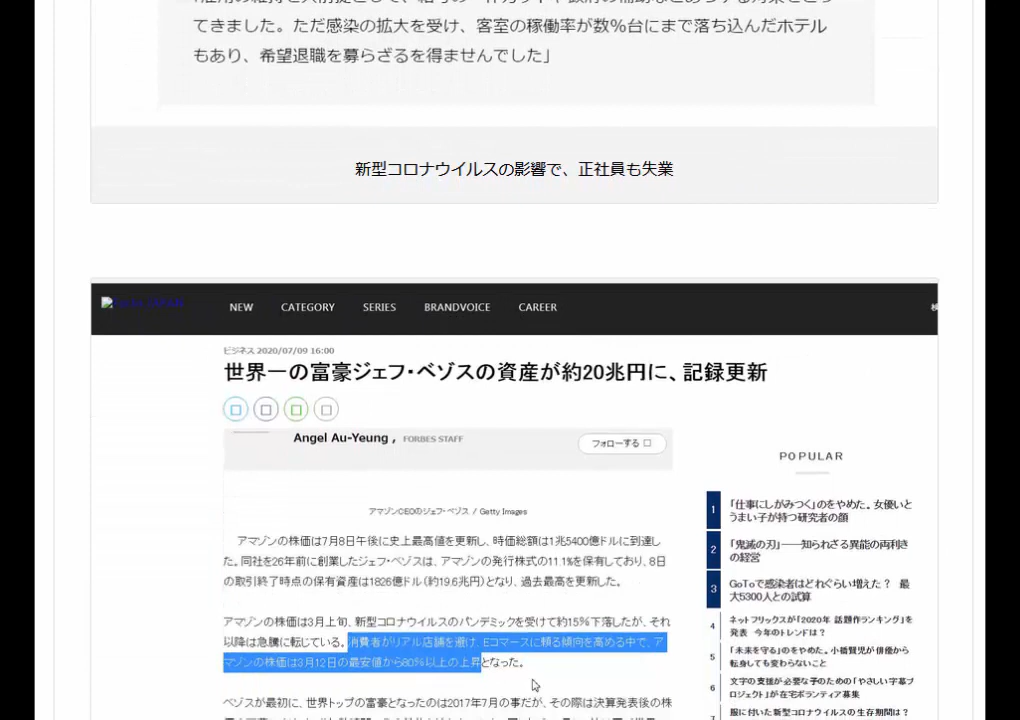 てきました。ただ感染の拡大を受け、客室の稼働率が数%台にまで落ち込んだホテル
もあり、希望退職を募らざるを得ませんでした」
新型コロナウイルスの影響で、正社員も失業
NEW CATEGORY SERIES BRANDVOICE CAREER
ビジネス 2020/07/09 16:00
世界一の富豪ジェフ・ベゾスの資産が約20兆円に、記録更新
Angel Au-Yeung , FORBES STAFF
フォローする
アマゾンCEOのジェフ・ベゾス / Getty Images
アマゾンの株価は7月8日午後に史上最高値を更新し、時価総額は1兆5400億ドルに到達し
た。同社を26年前に創業したジェフ・ベゾスは、アマゾンの発行株式の11.1%を保有しており、8日
の取引終了時点の保有資産は1826億ドル(約19.6兆円)となり、過去最高を更新した。
アマゾンの株価は3月上旬、新型コロナウイルスのパンデミックを受けて約15%下落したが、それ
以降は急騰に転じている。消費者がリアル店舗を避け、Eコマースに頼る傾向を高める中で、ア
マゾンの株価は3月12日の最安値から80%以上の上昇となった。
ベゾスが最初に、世界トップの富豪となったのは2017年7月の事だが、その際は決算発表後の株
POPULAR
1 「仕事にしがみつく」のをやめた。女優いと
うまい子が持つ研究者の顔
2 「鬼滅の刃」──知られざる異能の両利き
の経営
3 GoToで感染者はどれぐらい増えた? 最
大5300人との試算
4 ネットフリックスが「2020年 話題作ランキング」を
発表 今年のトレンドは?
5 「未来を守る」のをやめた。小橋賢児が俳優から
転身しても変わらないこと
6 文字の支援が必要な子のための「やさしい字幕プ
ロジェクト」が在宅ボランティア募集
7 服に付いた新型コロナウイルスの生存期間は?